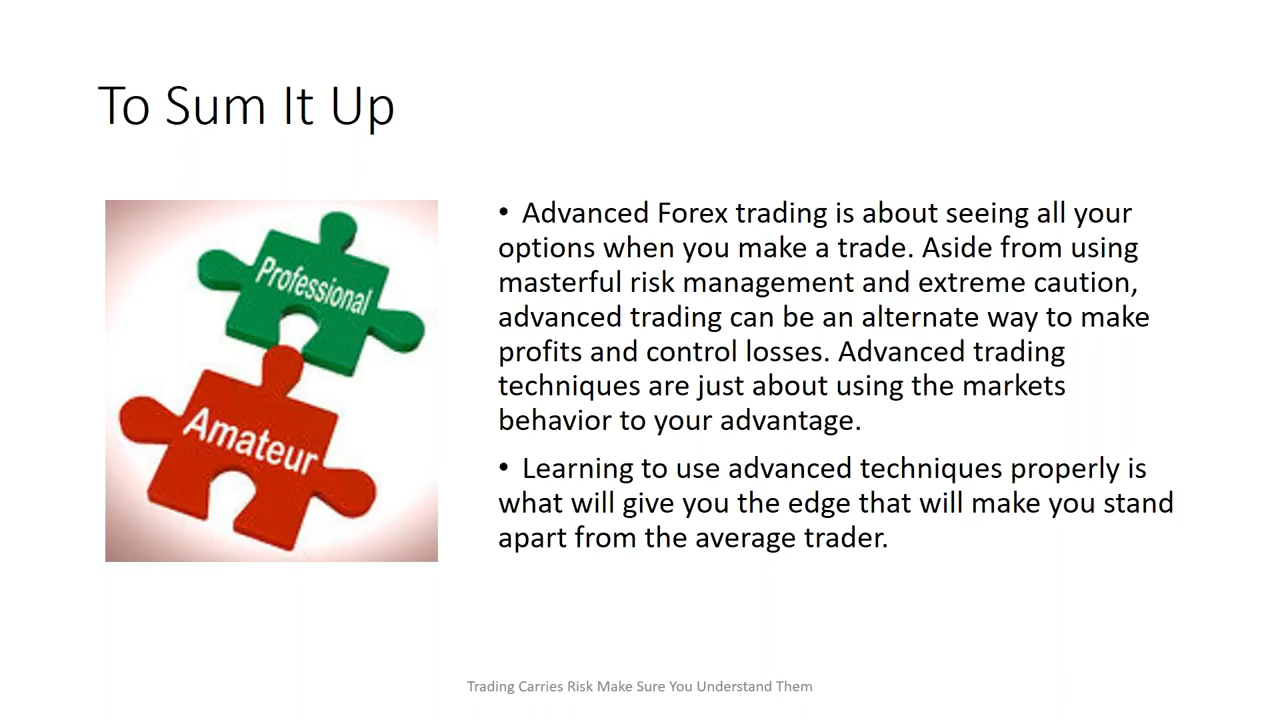 To Sum It Up
Professional
Amateur
• Advanced Forex trading is about seeing all your
options when you make a trade. Aside from using
masterful risk management and extreme caution,
advanced trading can be an alternate way to make
profits and control losses. Advanced trading
techniques are just about using the markets
behavior to your advantage.
• Learning to use advanced techniques properly is
what will give you the edge that will make you stand
apart from the average trader.
Trading Carries Risk Make Sure You Understand Them